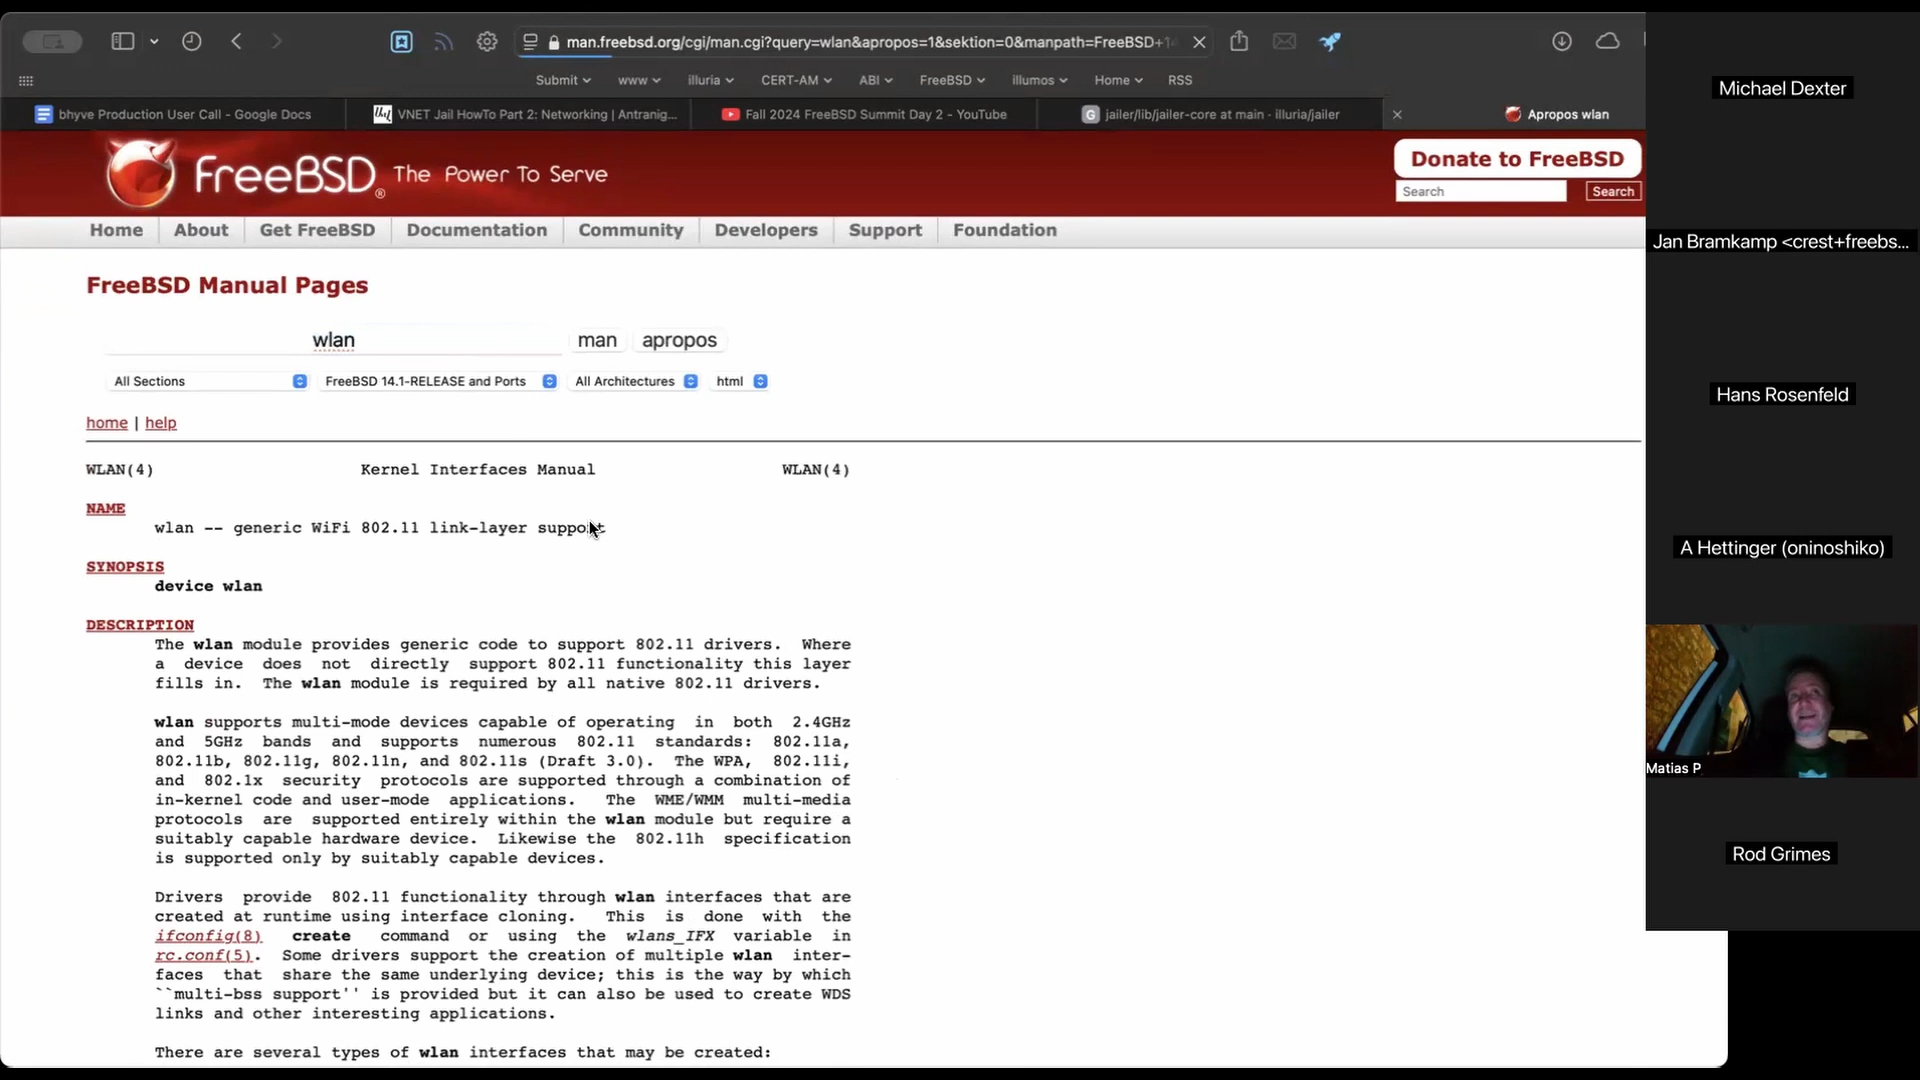 man.freebsd.org/cgi/man.cgi?query=wlan&apropos=1&sektion=0&manpath=FreeBSD+1
Submit www illuria CERT-AM ABI FreeBSD illumos Home RSS
bhyve Production User Call - Google Docs
VNET Jail HowTo Part 2: Networking | Antranig...
Fall 2024 FreeBSD Summit Day 2 - YouTube
jailer/lib/jailer-core at main · illuria/jailer
Apropos wlan
FreeBSD® The Power To Serve
Donate to FreeBSD
Search Search
Home About Get FreeBSD Documentation Community Developers Support Foundation
FreeBSD Manual Pages
wlan man apropos
All Sections FreeBSD 14.1-RELEASE and Ports All Architectures html
home | help
WLAN(4) Kernel Interfaces Manual WLAN(4)
NAME
wlan -- generic WiFi 802.11 link-layer support
SYNOPSIS
device wlan
DESCRIPTION
The wlan module provides generic code to support 802.11 drivers. Where
a device does not directly support 802.11 functionality this layer
fills in. The wlan module is required by all native 802.11 drivers.
wlan supports multi-mode devices capable of operating in both 2.4GHz
and 5GHz bands and supports numerous 802.11 standards: 802.11a,
802.11b, 802.11g, 802.11n, and 802.11s (Draft 3.0). The WPA, 802.11i,
and 802.1x security protocols are supported through a combination of
in-kernel code and user-mode applications. The WME/WMM multi-media
protocols are supported entirely within the wlan module but require a
suitably capable hardware device. Likewise the 802.11h specification
is supported only by suitably capable devices.
Drivers provide 802.11 functionality through wlan interfaces that are
created at runtime using interface cloning. This is done with the
ifconfig(8) create command or using the wlans_IFX variable in
rc.conf(5). Some drivers support the creation of multiple wlan inter-
faces that share the same underlying device; this is the way by which
``multi-bss support'' is provided but it can also be used to create WDS
links and other interesting applications.
There are several types of wlan interfaces that may be created:
Michael Dexter
Jan Bramkamp <crest+freebs...
Hans Rosenfeld
A Hettinger (oninoshiko)
Matias P
Rod Grimes